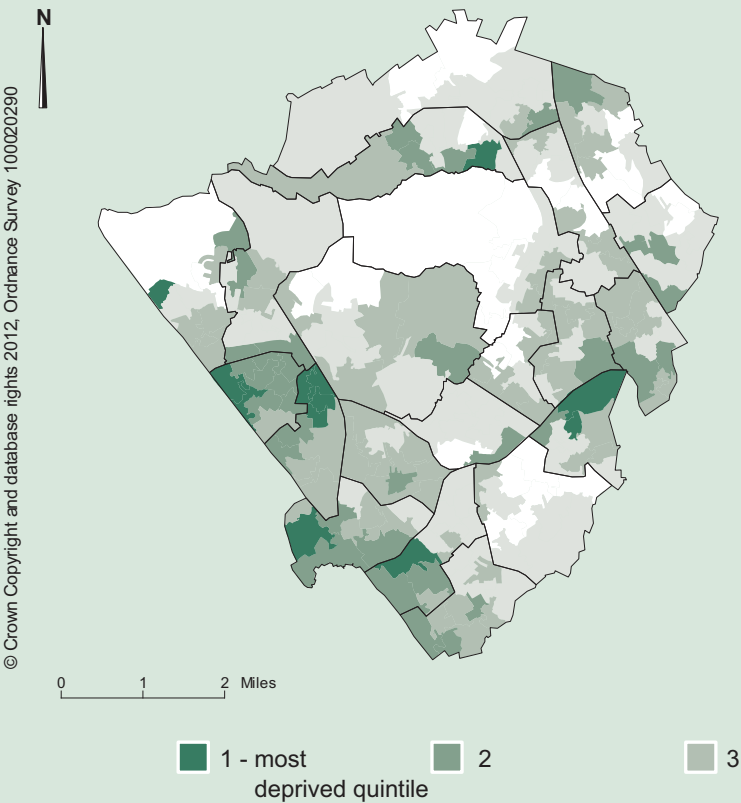 N
© Crown Copyright and database rights 2012, Ordnance Survey 100020290
0 1 2 Miles
1 - most
deprived quintile
2
3